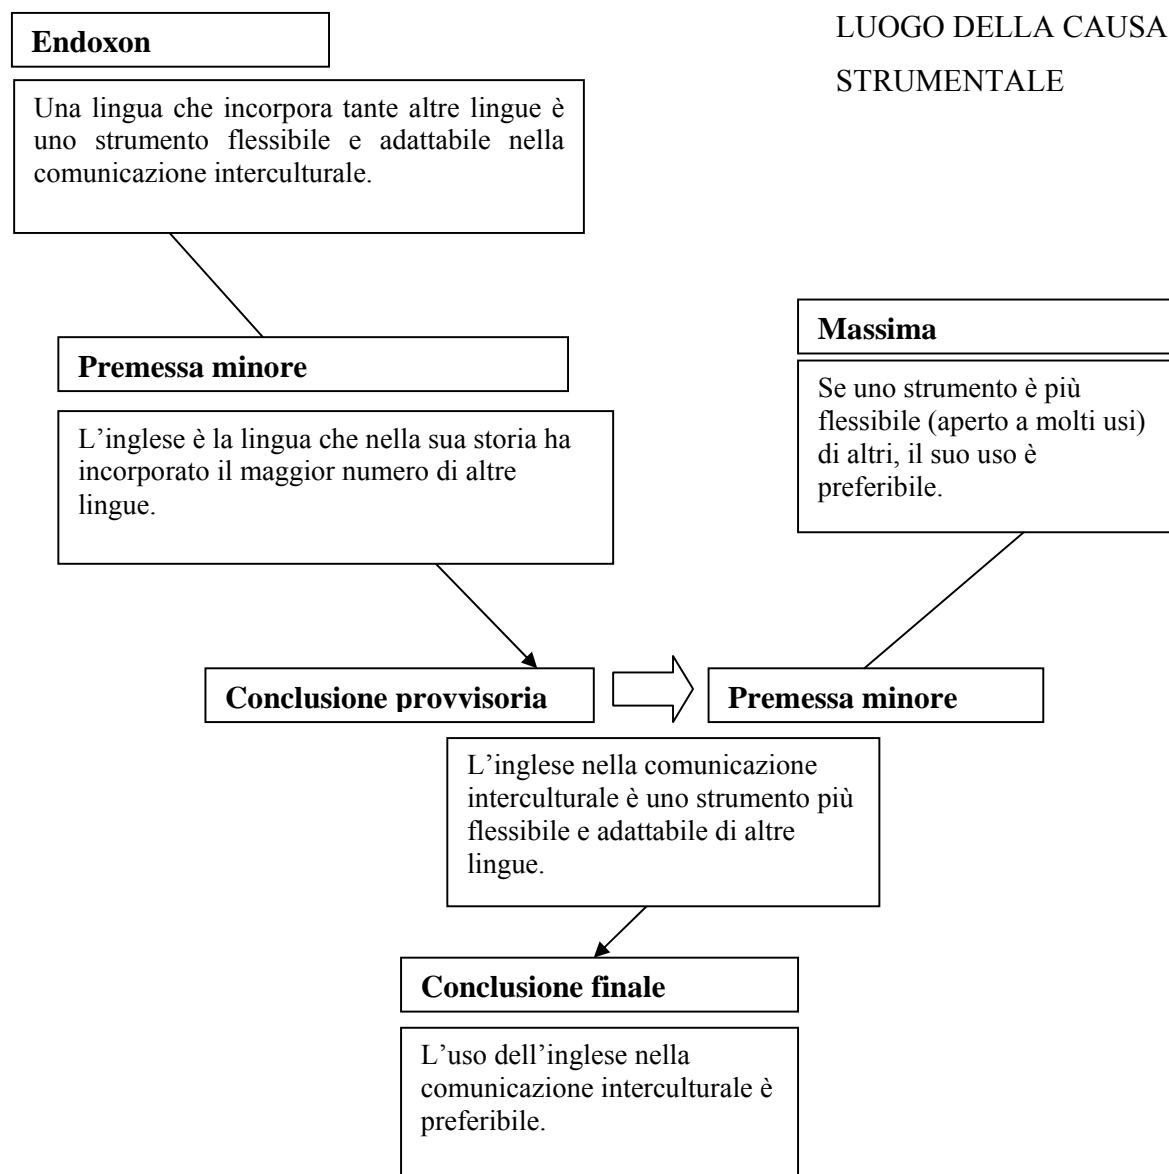 LUOGO DELLA CAUSA
STRUMENTALE
Endoxon
Una lingua che incorpora tante altre lingue è
uno strumento flessibile e adattabile nella
comunicazione interculturale.
Premessa minore
L’inglese è la lingua che nella sua storia ha
incorporato il maggior numero di altre
lingue.
Massima
Se uno strumento è più
flessibile (aperto a molti usi)
di altri, il suo uso è
preferibile.
Conclusione provvisoria
Premessa minore
L’inglese nella comunicazione
interculturale è uno strumento più
flessibile e adattabile di altre
lingue.
Conclusione finale
L’uso dell’inglese nella
comunicazione interculturale è
preferibile.